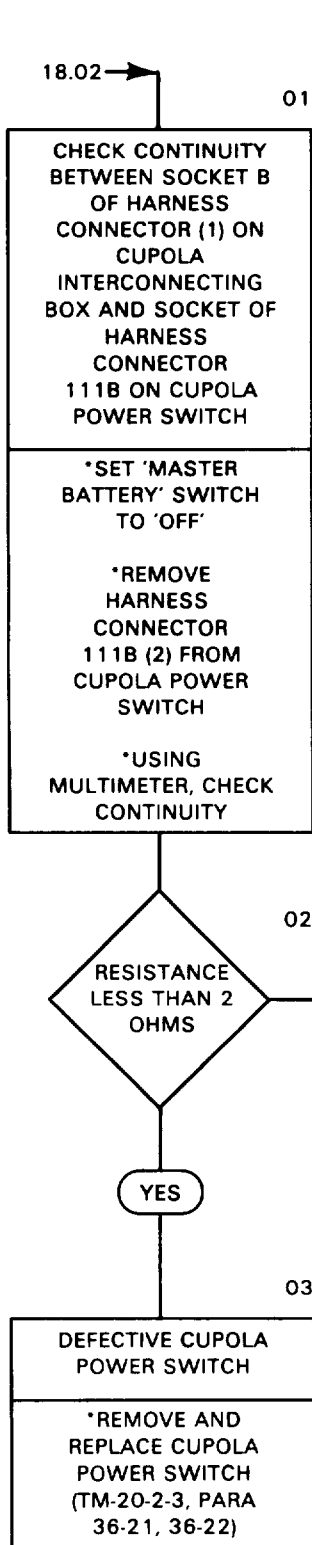 18.02
01
CHECK CONTINUITY
BETWEEN SOCKET B
OF HARNESS
CONNECTOR (1) ON
CUPOLA
INTERCONNECTING
BOX AND SOCKET OF
HARNESS
CONNECTOR
111B ON CUPOLA
POWER SWITCH
*SET 'MASTER
BATTERY' SWITCH
TO 'OFF'
*REMOVE
HARNESS
CONNECTOR
111B (2) FROM
CUPOLA POWER
SWITCH
*USING
MULTIMETER, CHECK
CONTINUITY
02
RESISTANCE
LESS THAN 2
OHMS
YES
03
DEFECTIVE CUPOLA
POWER SWITCH
*REMOVE AND
REPLACE CUPOLA
POWER SWITCH
(TM-20-2-3, PARA
36-21, 36-22)